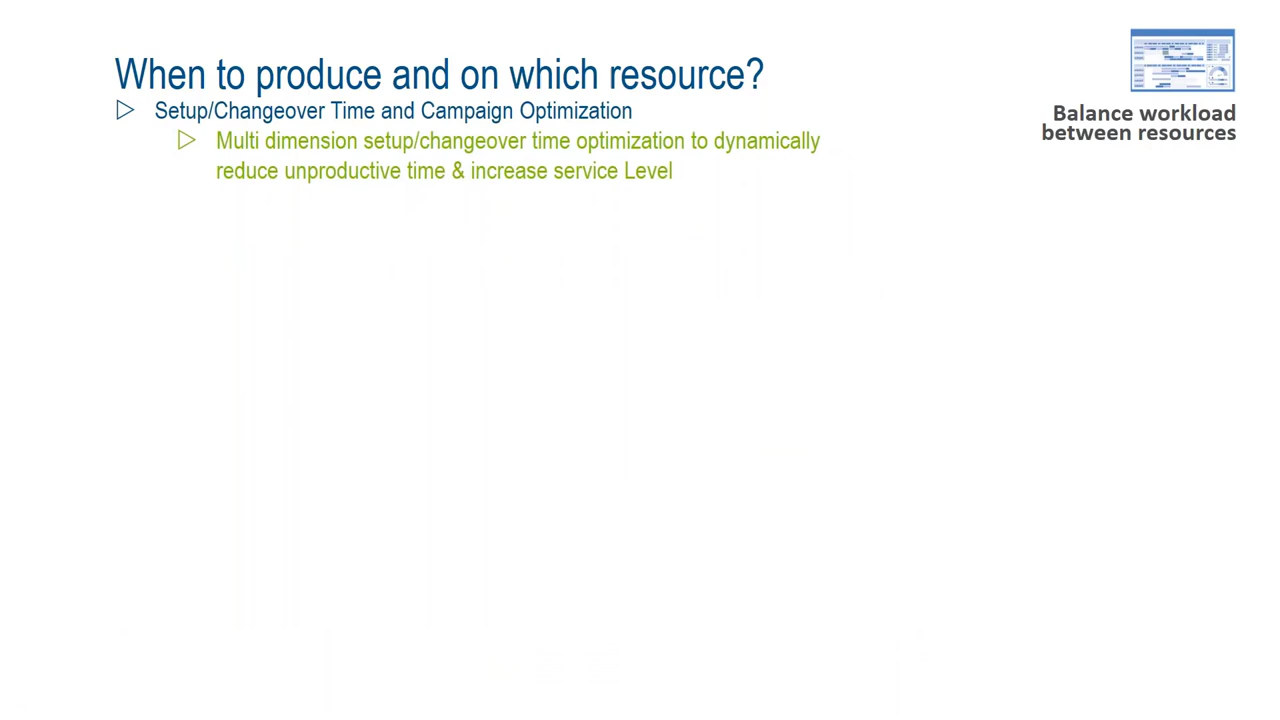 When to produce and on which resource?
Setup/Changeover Time and Campaign Optimization
Multi dimension setup/changeover time optimization to dynamically
reduce unproductive time & increase service Level
Balance workload
between resources